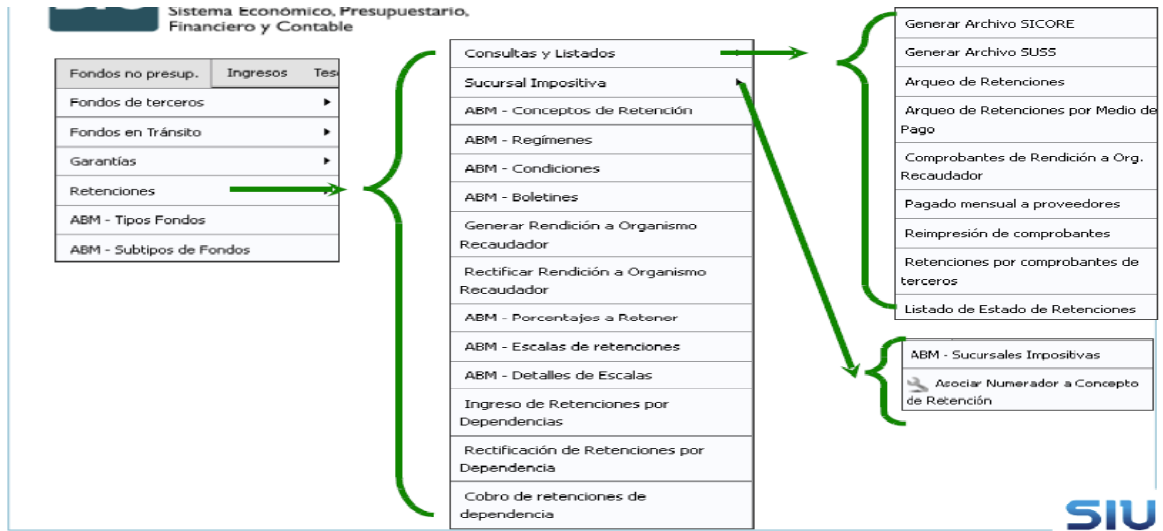 Sistema Económico, Presupuestario,
Financiero y Contable
Fondos no presup. Ingresos Tes
Fondos de terceros
Fondos en Tránsito
Garantías
Retenciones
ABM - Tipos Fondos
ABM - Subtipos de Fondos
Consultas y Listados
Sucursal Impositiva
ABM - Conceptos de Retención
ABM - Regímenes
ABM - Condiciones
ABM - Boletines
Generar Rendición a Organismo
Recaudador
Rectificar Rendición a Organismo
Recaudador
ABM - Porcentajes a Retener
ABM - Escalas de retenciones
ABM - Detalles de Escalas
Ingreso de Retenciones por
Dependencias
Rectificación de Retenciones por
Dependencia
Cobro de retenciones de
dependencia
Generar Archivo SICORE
Generar Archivo SUSS
Arqueo de Retenciones
Arqueo de Retenciones por Medio de
Pago
Comprobantes de Rendición a Org.
Recaudador
Pagado mensual a proveedores
Reimpresión de comprobantes
Retenciones por comprobantes de
terceros
Listado de Estado de Retenciones
ABM - Sucursales Impositivas
Asociar Numerador a Concepto
de Retención
SIU